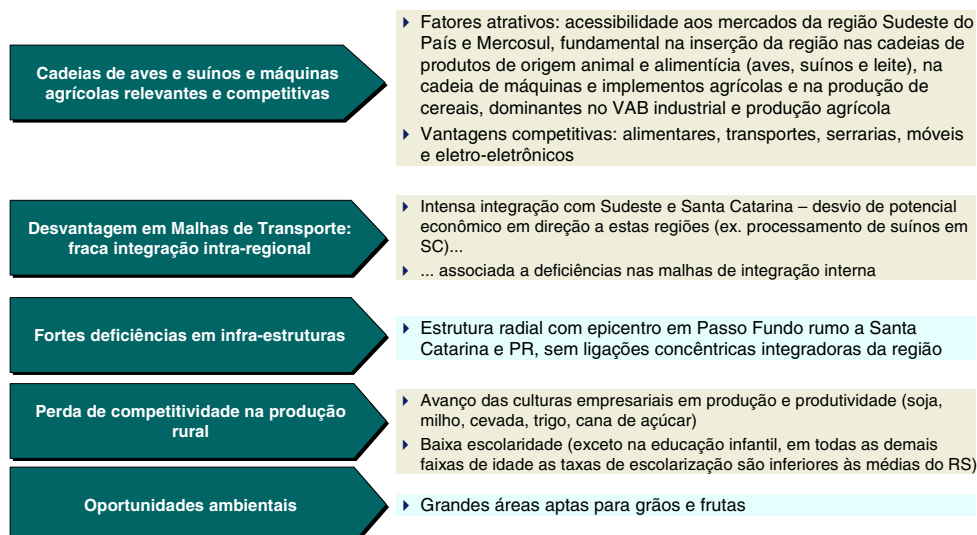 Cadeias de aves e suínos e máquinas
agrícolas relevantes e competitivas
Fatores atrativos: acessibilidade aos mercados da região Sudeste do
País e Mercosul, fundamental na inserção da região nas cadeias de
produtos de origem animal e alimentícia (aves, suínos e leite), na
cadeia de máquinas e implementos agrícolas e na produção de
cereais, dominantes no VAB industrial e produção agrícola
Vantagens competitivas: alimentares, transportes, serrarias, móveis
e eletro-eletrônicos
Desvantagem em Malhas de Transporte:
fraca integração intra-regional
Intensa integração com Sudeste e Santa Catarina – desvio de potencial
econômico em direção a estas regiões (ex. processamento de suínos em
SC)...
... associada a deficiências nas malhas de integração interna
Fortes deficiências em infra-estruturas
Estrutura radial com epicentro em Passo Fundo rumo a Santa
Catarina e PR, sem ligações concêntricas integradoras da região
Perda de competitividade na produção
rural
Avanço das culturas empresariais em produção e produtividade (soja,
milho, cevada, trigo, cana de açúcar)
Baixa escolaridade (exceto na educação infantil, em todas as demais
faixas de idade as taxas de escolarização são inferiores às médias do RS)
Oportunidades ambientais
Grandes áreas aptas para grãos e frutas